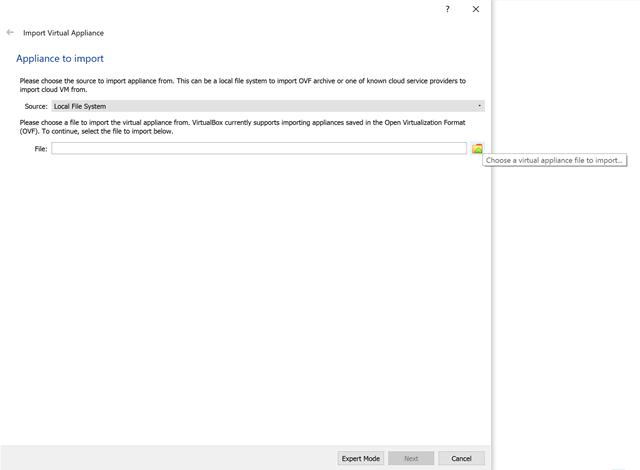 ?
Import Virtual Appliance
Appliance to import
Please choose the source to import appliance from. This can be a local file system to import OVF archive or one of known cloud service providers to
import cloud VM from.
Source: Local File System
Please choose a file to import the virtual appliance from. VirtualBox currently supports importing appliances saved in the Open Virtualization Format
(OVF). To continue, select the file to import below.
File:
Choose a virtual appliance file to import...
Expert Mode Next Cancel